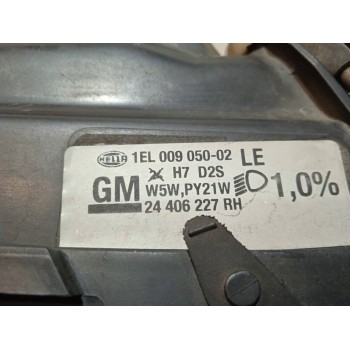 HELLA 1EL 009 050-02 LE
H7 D2S
GM W5W,PY21W 1,0%
24 406 227 RH